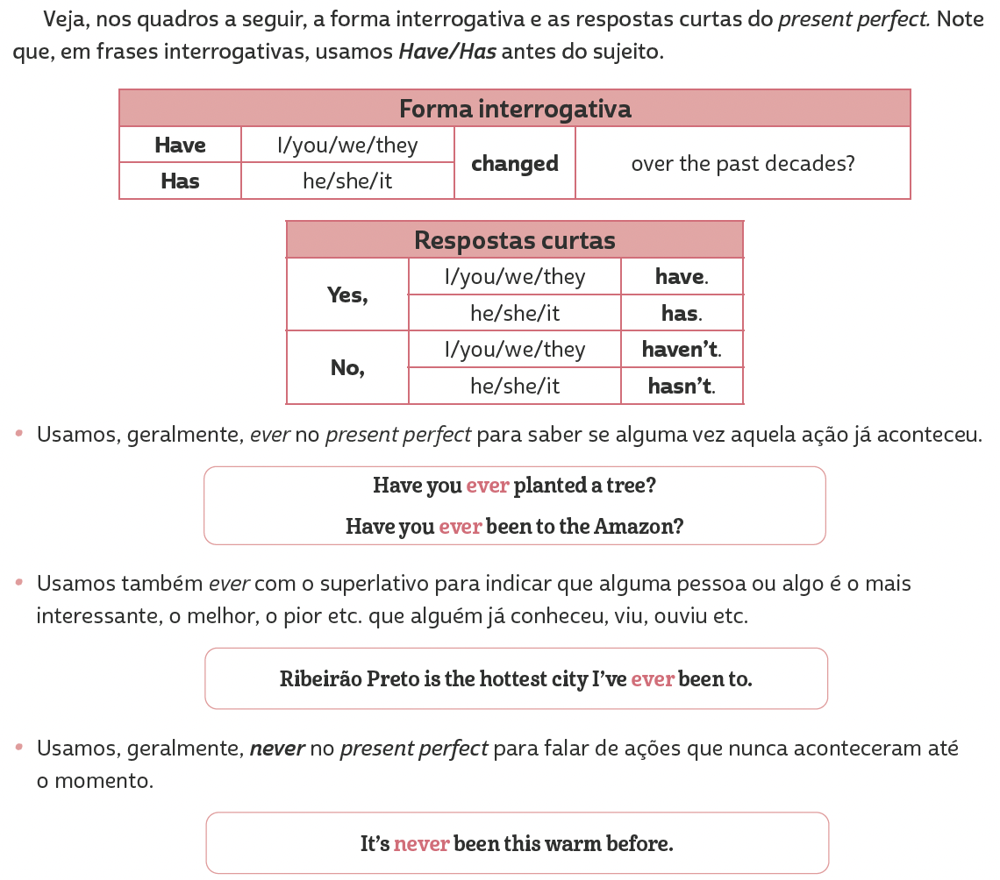 Veja, nos quadros a seguir, a forma interrogativa e as respostas curtas do present perfect. Note
que, em frases interrogativas, usamos Have/Has antes do sujeito.
Forma interrogativa
Have I/you/we/they changed over the past decades?
Has he/she/it
Respostas curtas
Yes, I/you/we/they have.
he/she/it has.
No, I/you/we/they haven’t.
he/she/it hasn’t.
• Usamos, geralmente, ever no present perfect para saber se alguma vez aquela ação já aconteceu.
Have you ever planted a tree?
Have you ever been to the Amazon?
• Usamos também ever com o superlativo para indicar que alguma pessoa ou algo é o mais
interessante, o melhor, o pior etc. que alguém já conheceu, viu, ouviu etc.
Ribeirão Preto is the hottest city I’ve ever been to.
• Usamos, geralmente, never no present perfect para falar de ações que nunca aconteceram até
o momento.
It’s never been this warm before.